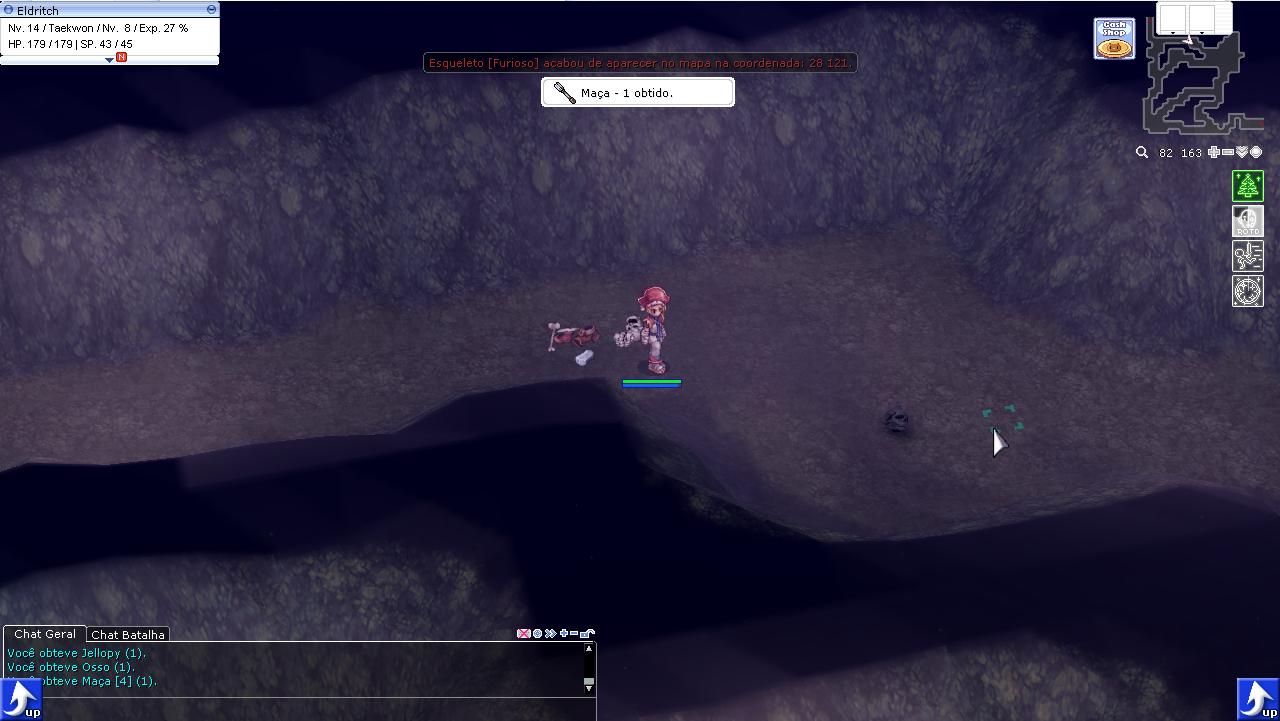 Eldritch
Nv. 14 / Taekwon / Nv. 8 / Exp. 27 %
HP. 179 / 179 | SP. 43 / 45
N
Esqueleto [Furioso] acabou de aparecer no mapa na coordenada: 28 121.
Maça - 1 obtido.
Cash Shop
82 163
Chat Geral
Chat Batalha
Você obteve Jellopy (1).
Você obteve Osso (1).
obteve Maça [4] (1).
up
up